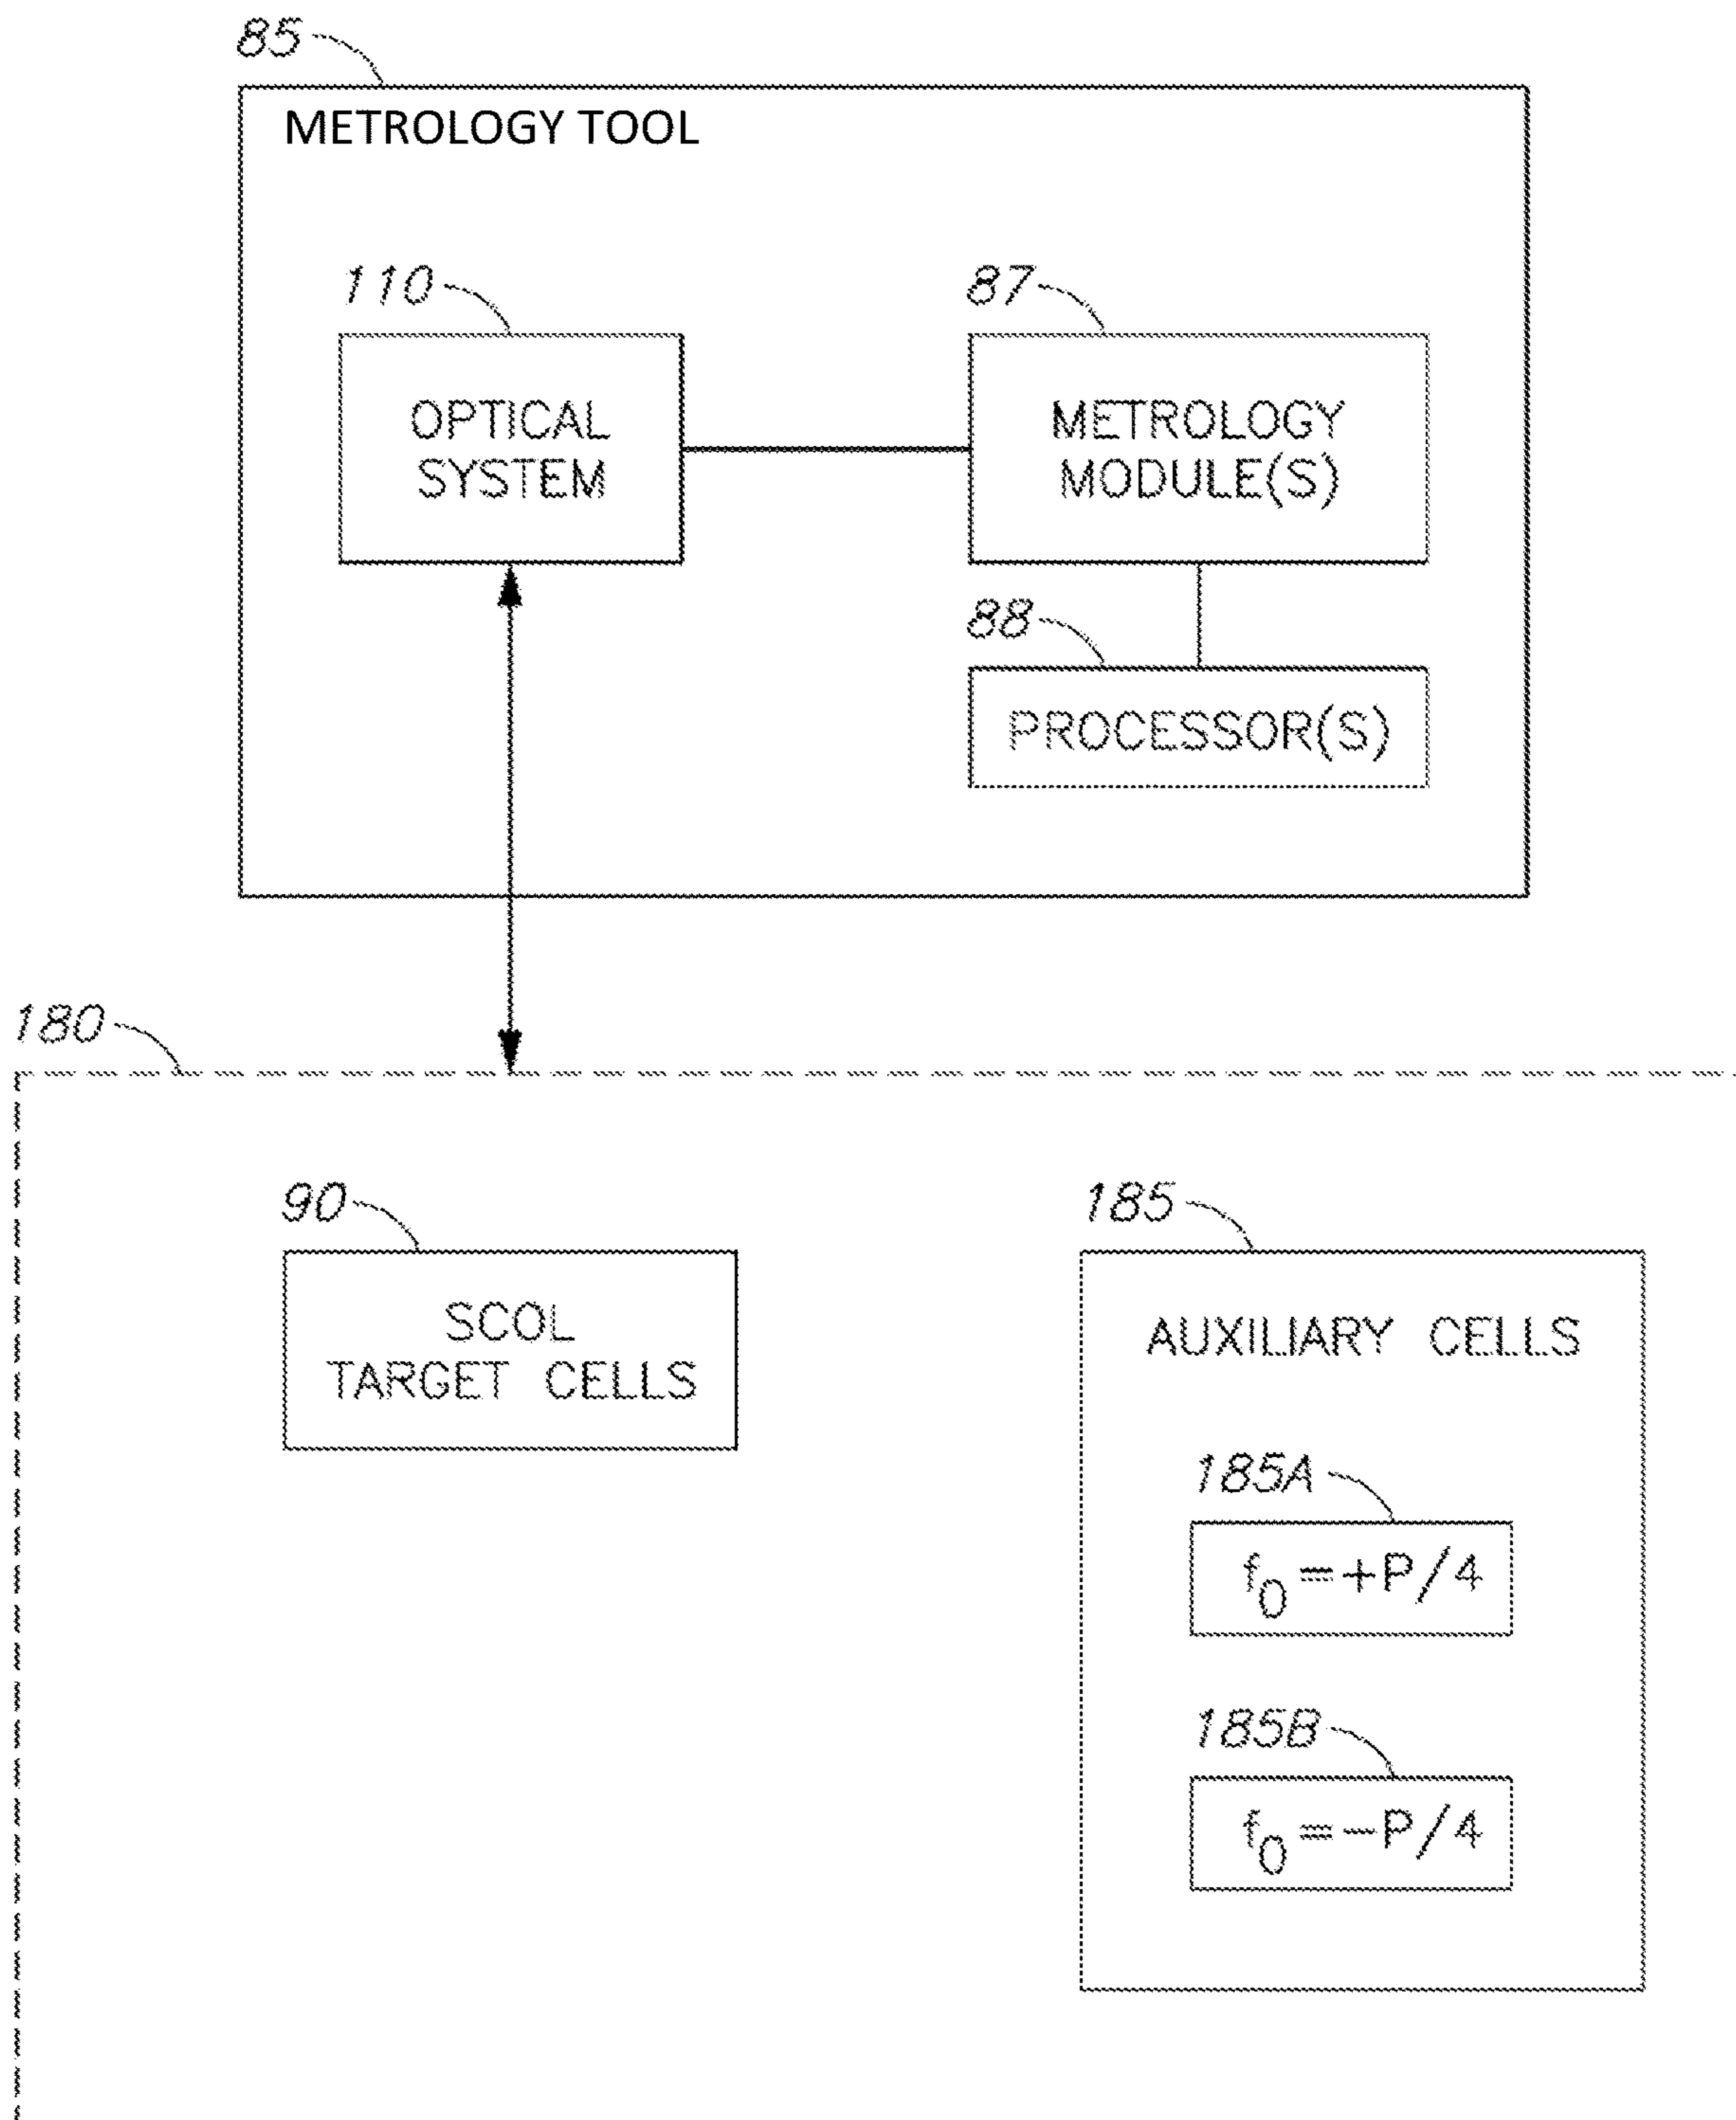 85
METROLOGY TOOL
110
87
OPTICAL
SYSTEM
METROLOGY
MODULE(S)
88
PROCESSOR(S)
180
90
185
SCOL
TARGET CELLS
AUXILIARY CELLS
185A
f₀=+P/4
185B
f₀=-P/4